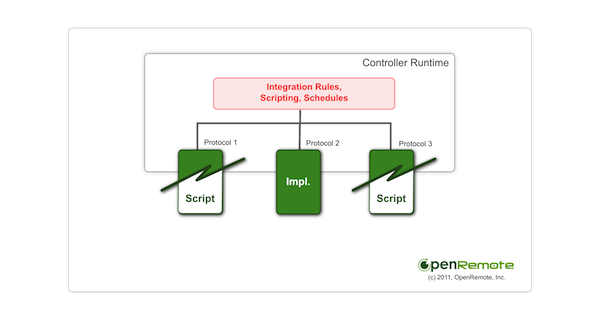 Controller Runtime
Integration Rules,
Scripting, Schedules
Protocol 1
Protocol 2
Protocol 3
Script
Impl.
Script
OpenRemote
(c) 2011, OpenRemote, Inc.